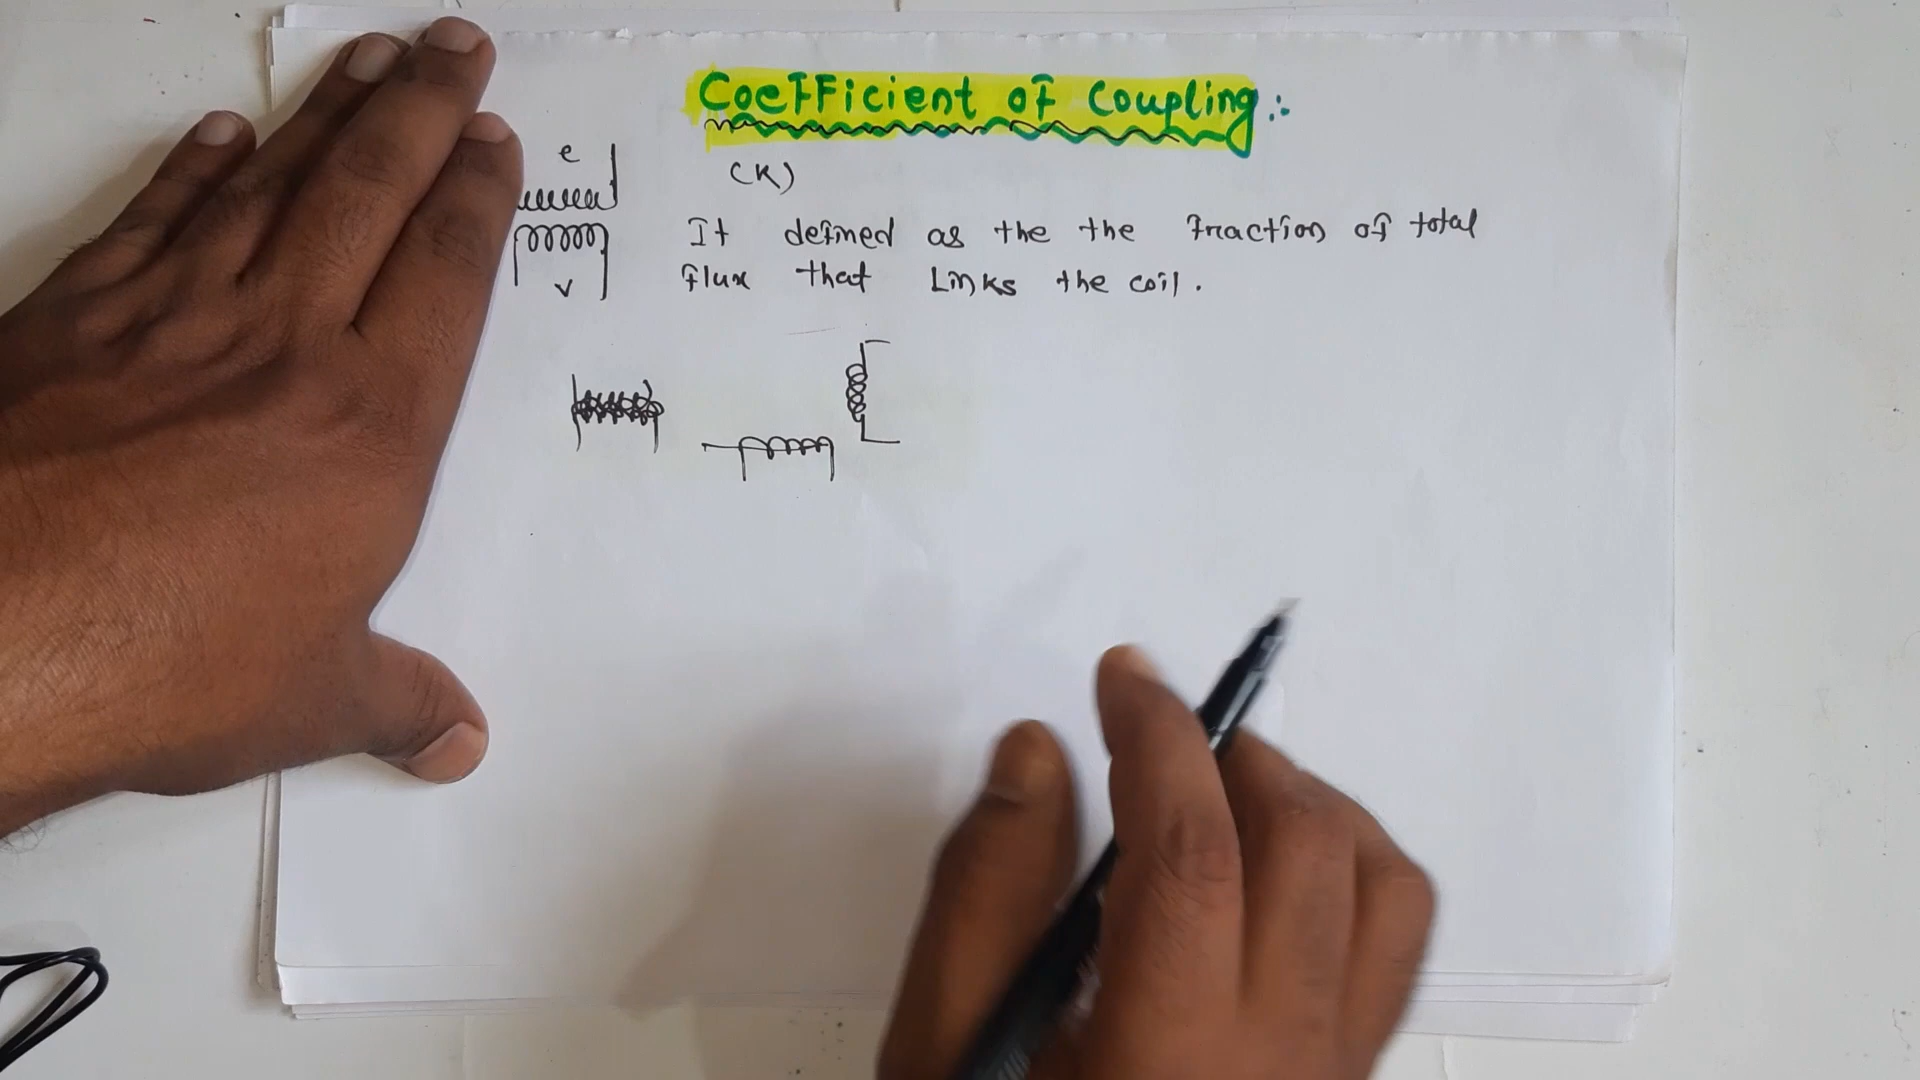 Coefficient of Coupling :
(K)
e
It defined as the the fraction of total
flux that Links the coil.
v